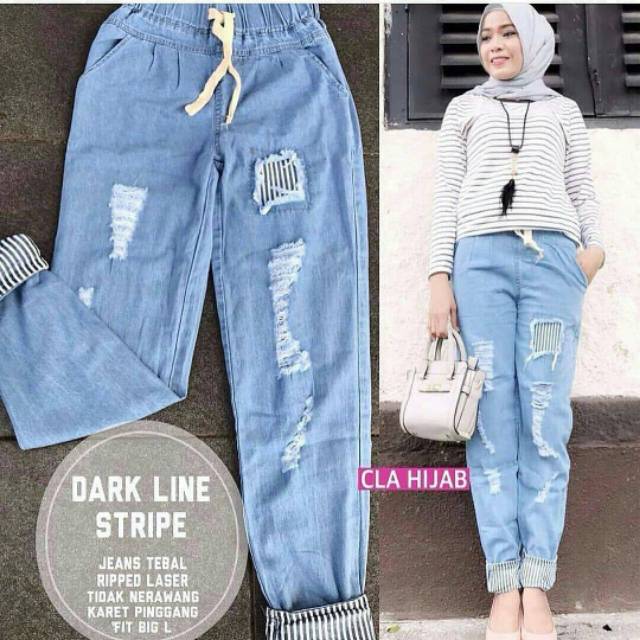 DARK LINE
STRIPE
JEANS TEBAL
RIPPED LASER
TIDAK NERAWANG
KARET PINGGANG
FIT BIG L
CLA HIJAB